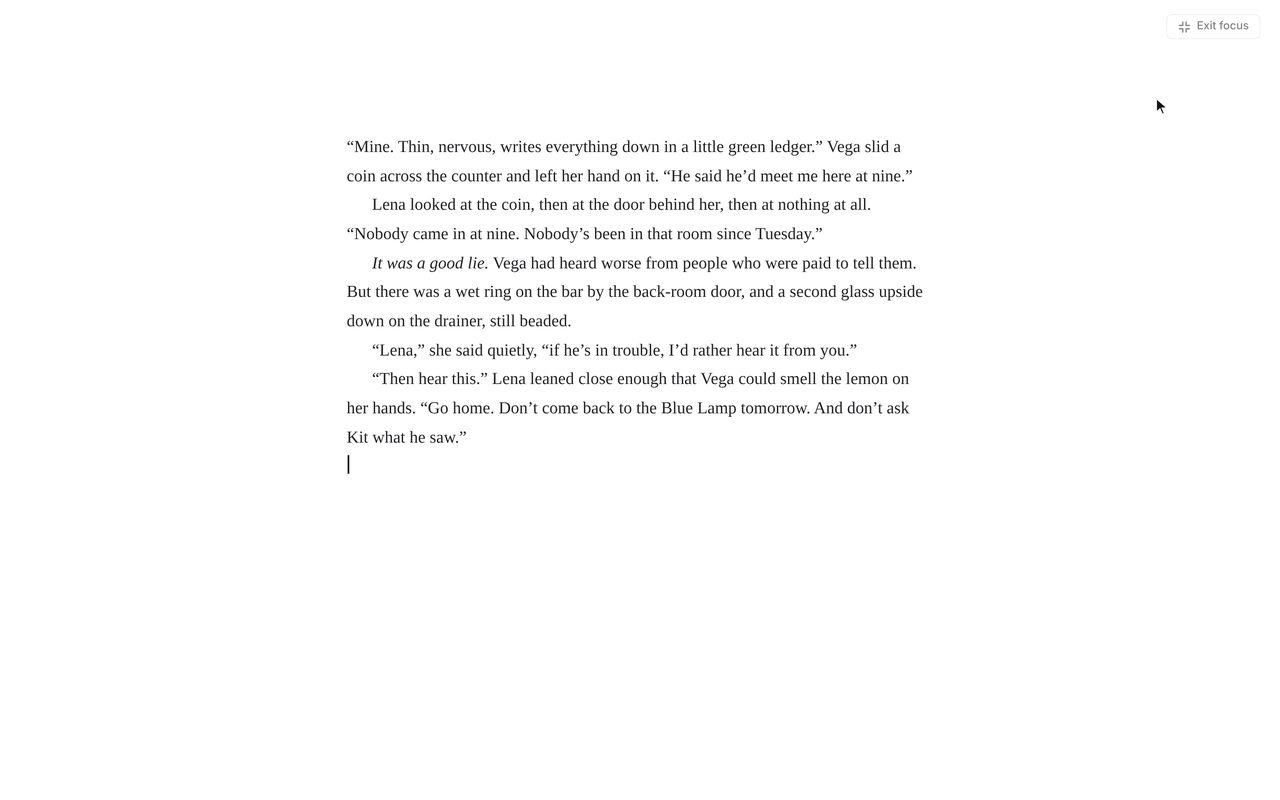 Exit focus
“Mine. Thin, nervous, writes everything down in a little green ledger.” Vega slid a
coin across the counter and left her hand on it. “He said he’d meet me here at nine.”
Lena looked at the coin, then at the door behind her, then at nothing at all.
“Nobody came in at nine. Nobody’s been in that room since Tuesday.”
It was a good lie. Vega had heard worse from people who were paid to tell them.
But there was a wet ring on the bar by the back-room door, and a second glass upside
down on the drainer, still beaded.
“Lena,” she said quietly, “if he’s in trouble, I’d rather hear it from you.”
“Then hear this.” Lena leaned close enough that Vega could smell the lemon on
her hands. “Go home. Don’t come back to the Blue Lamp tomorrow. And don’t ask
Kit what he saw.”